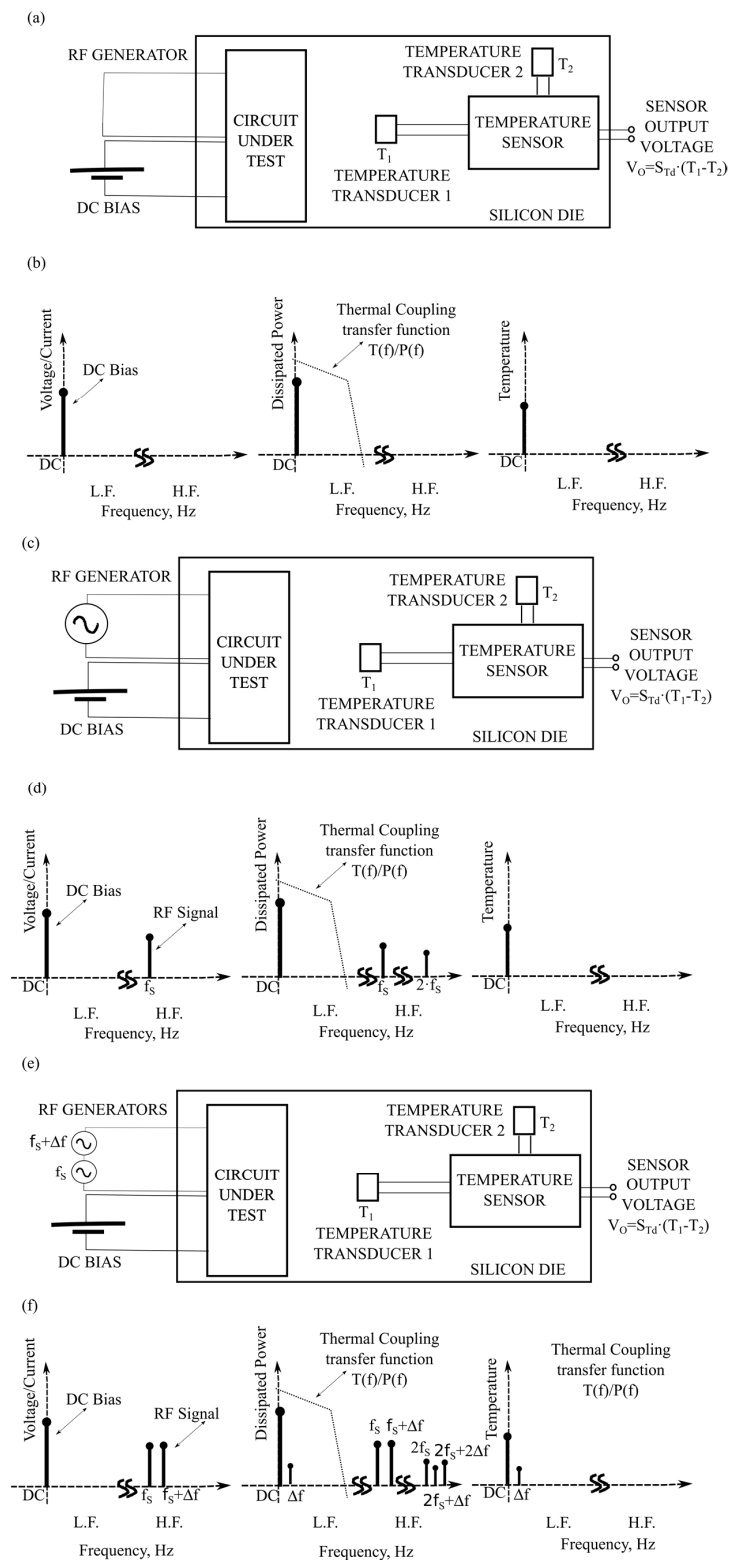 (a)
RF GENERATOR
DC BIAS
CIRCUIT
UNDER
TEST
TEMPERATURE
TRANSDUCER 2
T2
T1
TEMPERATURE
TRANSDUCER 1
TEMPERATURE
SENSOR
SILICON DIE
SENSOR
OUTPUT
VOLTAGE
VO=STd·(T1-T2)
(b)
Voltage/Current
DC Bias
DC
L.F. H.F.
Frequency, Hz
Dissipated Power
Thermal Coupling
transfer function
T(f)/P(f)
DC
L.F. H.F.
Frequency, Hz
Temperature
DC
L.F. H.F.
Frequency, Hz
(c)
RF GENERATOR
DC BIAS
CIRCUIT
UNDER
TEST
TEMPERATURE
TRANSDUCER 2
T2
T1
TEMPERATURE
TRANSDUCER 1
TEMPERATURE
SENSOR
SILICON DIE
SENSOR
OUTPUT
VOLTAGE
VO=STd·(T1-T2)
(d)
Voltage/Current
DC Bias
RF Signal
DC fS
L.F. H.F.
Frequency, Hz
Dissipated Power
Thermal Coupling
transfer function
T(f)/P(f)
DC fS 2·fS
L.F. H.F.
Frequency, Hz
Temperature
DC
L.F. H.F.
Frequency, Hz
(e)
RF GENERATORS
fS+Δf
fS
DC BIAS
CIRCUIT
UNDER
TEST
TEMPERATURE
TRANSDUCER 2
T2
T1
TEMPERATURE
TRANSDUCER 1
TEMPERATURE
SENSOR
SILICON DIE
SENSOR
OUTPUT
VOLTAGE
VO=STd·(T1-T2)
(f)
Voltage/Current
DC Bias
RF Signal
DC fS fS+Δf
L.F. H.F.
Frequency, Hz
Dissipated Power
Thermal Coupling
transfer function
T(f)/P(f)
fS fS+Δf
2fS 2fS+2Δf
DC Δf 2fS+Δf
L.F. H.F.
Frequency, Hz
Temperature
Thermal Coupling
transfer function
T(f)/P(f)
DC Δf
L.F. H.F.
Frequency, Hz